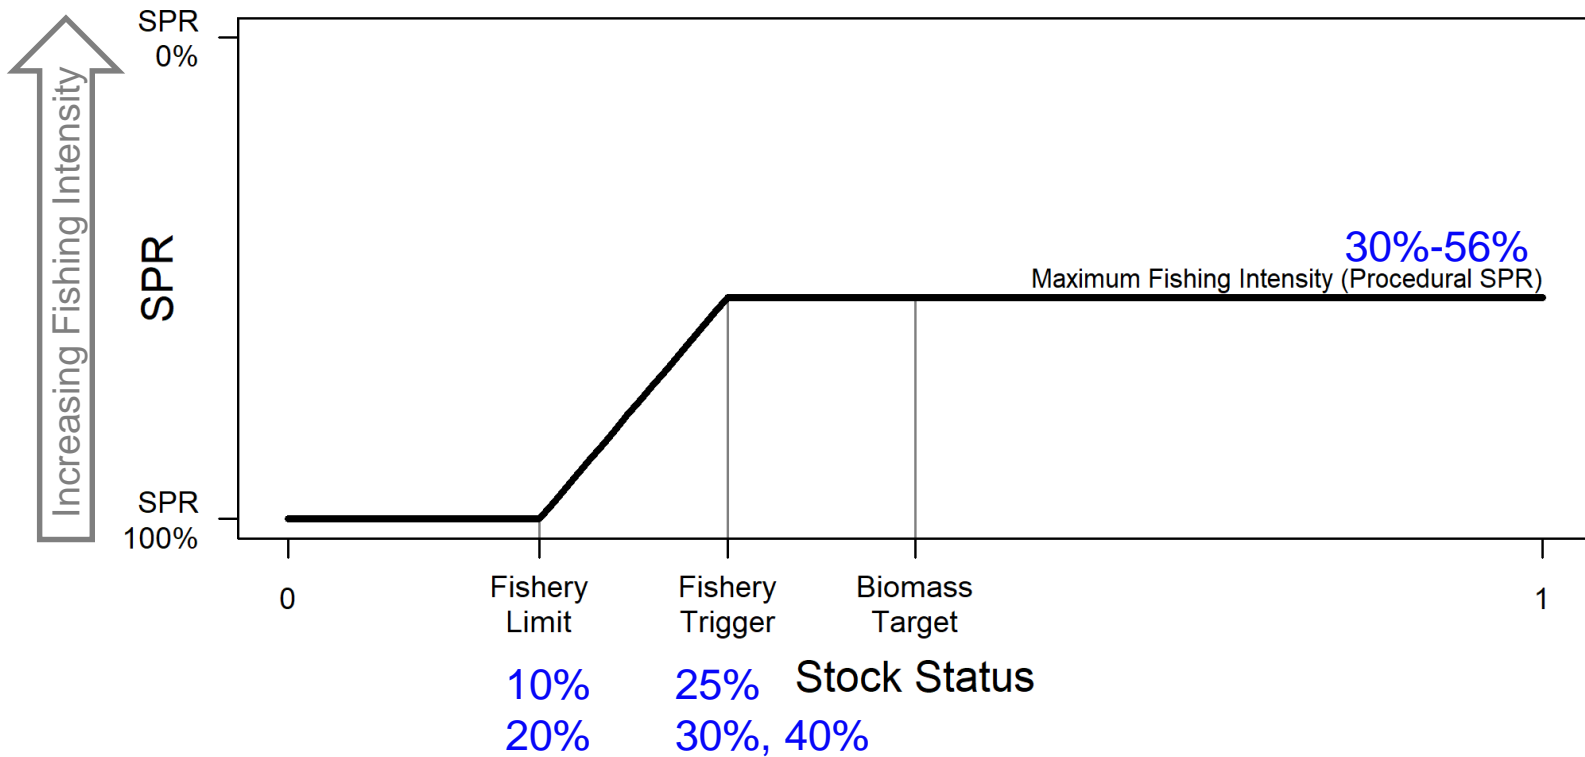 SPR
0%
Increasing Fishing Intensity
SPR
30%-56%
Maximum Fishing Intensity (Procedural SPR)
SPR
100%
0
Fishery
Limit
Fishery
Trigger
Biomass
Target
1
Stock Status
10%
25%
20%
30%, 40%